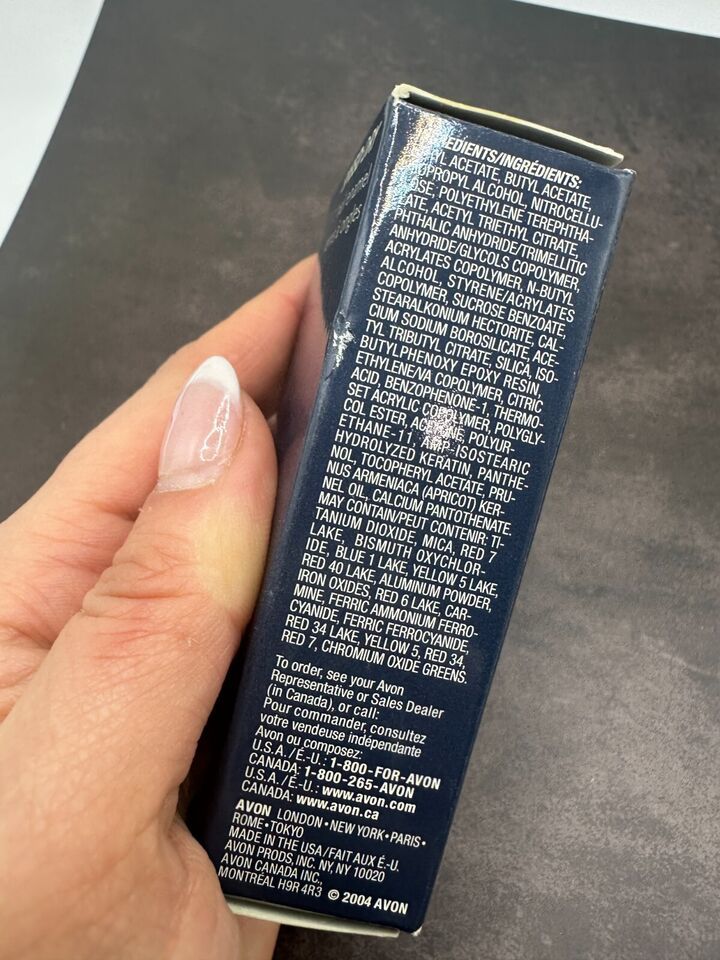 EDIENTS/INGRÉDIENTS:
YL ACETATE, BUTYL ACETATE,
PROPYL ALCOHOL, NITROCELLU-
OSE, POLYETHYLENE TEREPHTHA-
ATE, ACETYL TRIETHYL CITRATE,
PHTHALIC ANHYDRIDE/TRIMELLITIC
ANHYDRIDE/GLYCOLS COPOLYMER,
ACRYLATES COPOLYMER, N-BUTYL
ALCOHOL, STYRENE/ACRYLATES
COPOLYMER, SUCROSE BENZOATE,
STEARALKONIUM HECTORITE, CAL-
CIUM SODIUM BOROSILICATE, ACE-
TYL TRIBUTYL CITRATE, SILICA, ISO-
BUTYLPHENOXY EPOXY RESIN,
ETHYLENE/VA COPOLYMER, CITRIC
ACID, BENZOPHENONE-1, THERMO-
SET ACRYLIC COPOLYMER, POLYGLY-
COL ESTER, POLYUR-
ETHANE-11, ISOSTEARIC
HYDROLYZED KERATIN, PANTHE-
NOL, TOCOPHERYL ACETATE, PRU-
NUS ARMENIACA (APRICOT) KER-
NEL OIL, CALCIUM PANTOTHENATE.
MAY CONTAIN/PEUT CONTENIR: TI-
TANIUM DIOXIDE, MICA, RED 7
LAKE, BISMUTH OXYCHLOR-
IDE, BLUE 1 LAKE, YELLOW 5 LAKE,
RED 40 LAKE, ALUMINUM POWDER,
IRON OXIDES, RED 6 LAKE, CAR-
MINE, FERRIC AMMONIUM FERRO-
CYANIDE, FERRIC FERROCYANIDE,
RED 34 LAKE, YELLOW 5, RED 34,
RED 7, CHROMIUM OXIDE GREENS.
To order, see your Avon
Representative or Sales Dealer
(in Canada), or call:
Pour commander, consultez
votre vendeuse indépendante
Avon ou composez:
U.S.A./É.-U.: 1-800-FOR-AVON
CANADA: 1-800-265-AVON
U.S.A./É.-U.: www.avon.com
CANADA: www.avon.ca
AVON LONDON•NEW YORK•PARIS•
ROME•TOKYO
MADE IN THE USA/FAIT AUX É.-U.
AVON PRODS, INC. NY, NY 10020
AVON CANADA INC.,
MONTRÉAL H9R 4R3 © 2004 AVON